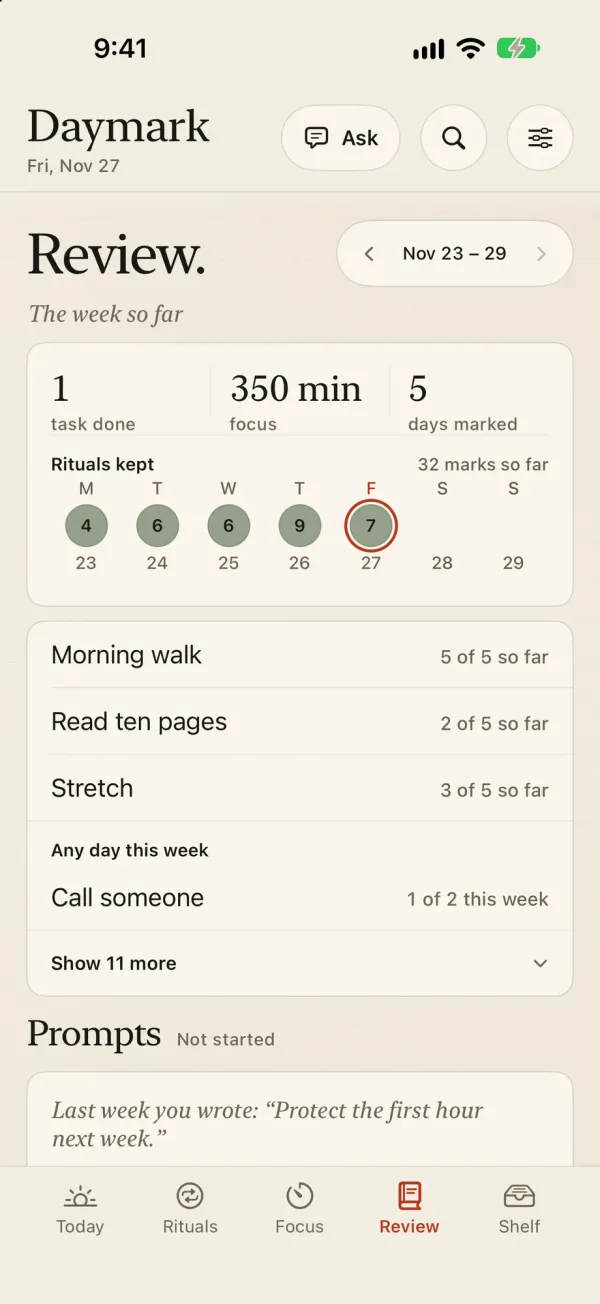 9:41
Daymark
Ask
Fri, Nov 27
Review.
Nov 23 – 29
The week so far
1
task done
350 min
focus
5
days marked
Rituals kept
32 marks so far
M T W T F S S
4 6 6 9 7
23 24 25 26 27 28 29
Morning walk
5 of 5 so far
Read ten pages
2 of 5 so far
Stretch
3 of 5 so far
Any day this week
Call someone
1 of 2 this week
Show 11 more
Prompts
Not started
Last week you wrote: “Protect the first hour
next week.”
Today
Rituals
Focus
Review
Shelf